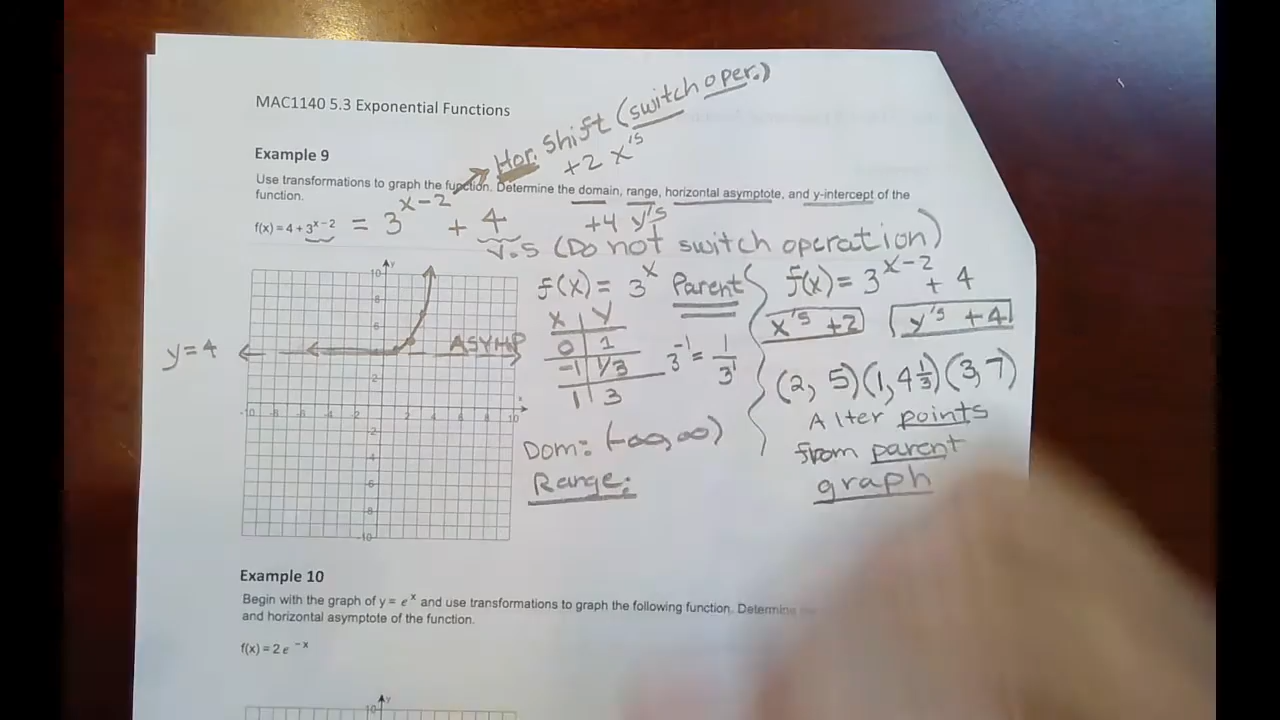 MAC1140 5.3 Exponential Functions
Hor. Shift (switch oper.)
+2 x's
Example 9
Use transformations to graph the function. Determine the domain, range, horizontal asymptote, and y-intercept of the
function.
f(x) = 4 + 3^(x-2) = 3^(x-2) + 4
+4 y's
V.S (Do not switch operation)
f(x) = 3^x Parent
X | Y
0 | 1
-1 | 1/3
1 | 3
3^-1 = 1/3^1
f(x) = 3^(x-2) + 4
x's +2
y's +4
(2, 5) (1, 4 1/3) (3, 7)
Alter points
from parent
graph
y=4
ASYMP
Dom: (-∞, ∞)
Range:
Example 10
Begin with the graph of y = e^x and use transformations to graph the following function. Determine
and horizontal asymptote of the function.
f(x) = 2 e^-x